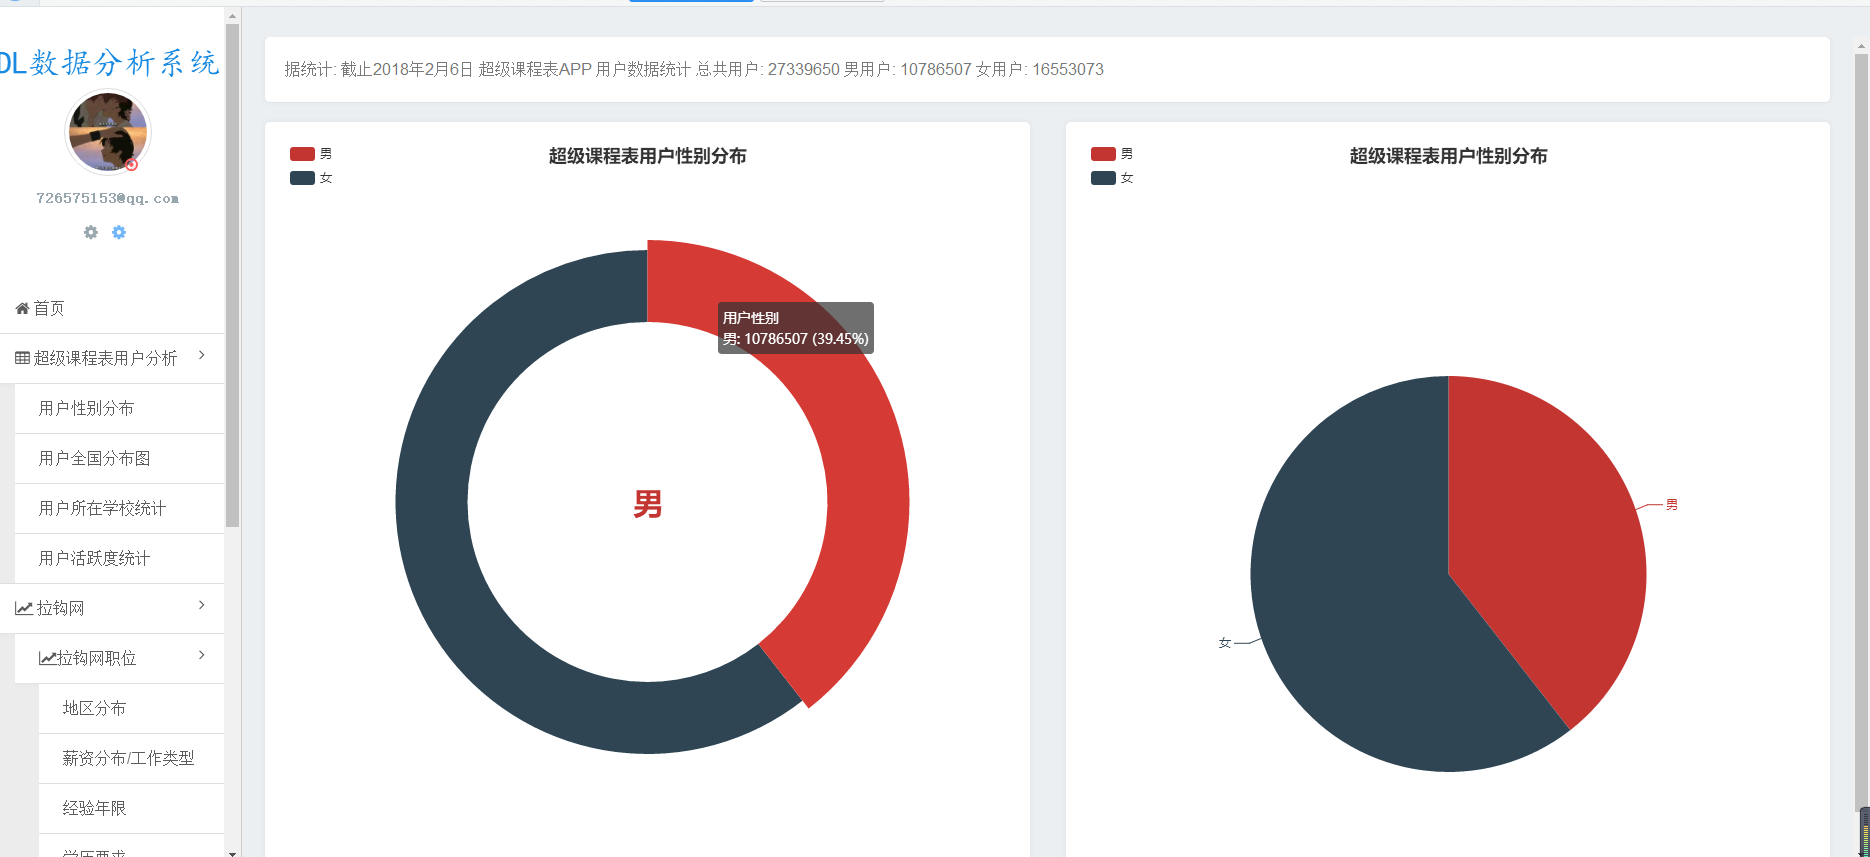 DL数据分析系统
726575153@qq.com
首页
超级课程表用户分析
用户性别分布
用户全国分布图
用户所在学校统计
用户活跃度统计
拉钩网
拉钩网职位
地区分布
薪资分布/工作类型
经验年限
学历要求
据统计: 截止2018年2月6日 超级课程表APP 用户数据统计 总共用户: 27339650 男用户: 10786507 女用户: 16553073
男
女
超级课程表用户性别分布
用户性别
男: 10786507 (39.45%)
男
男
女
超级课程表用户性别分布
男
女